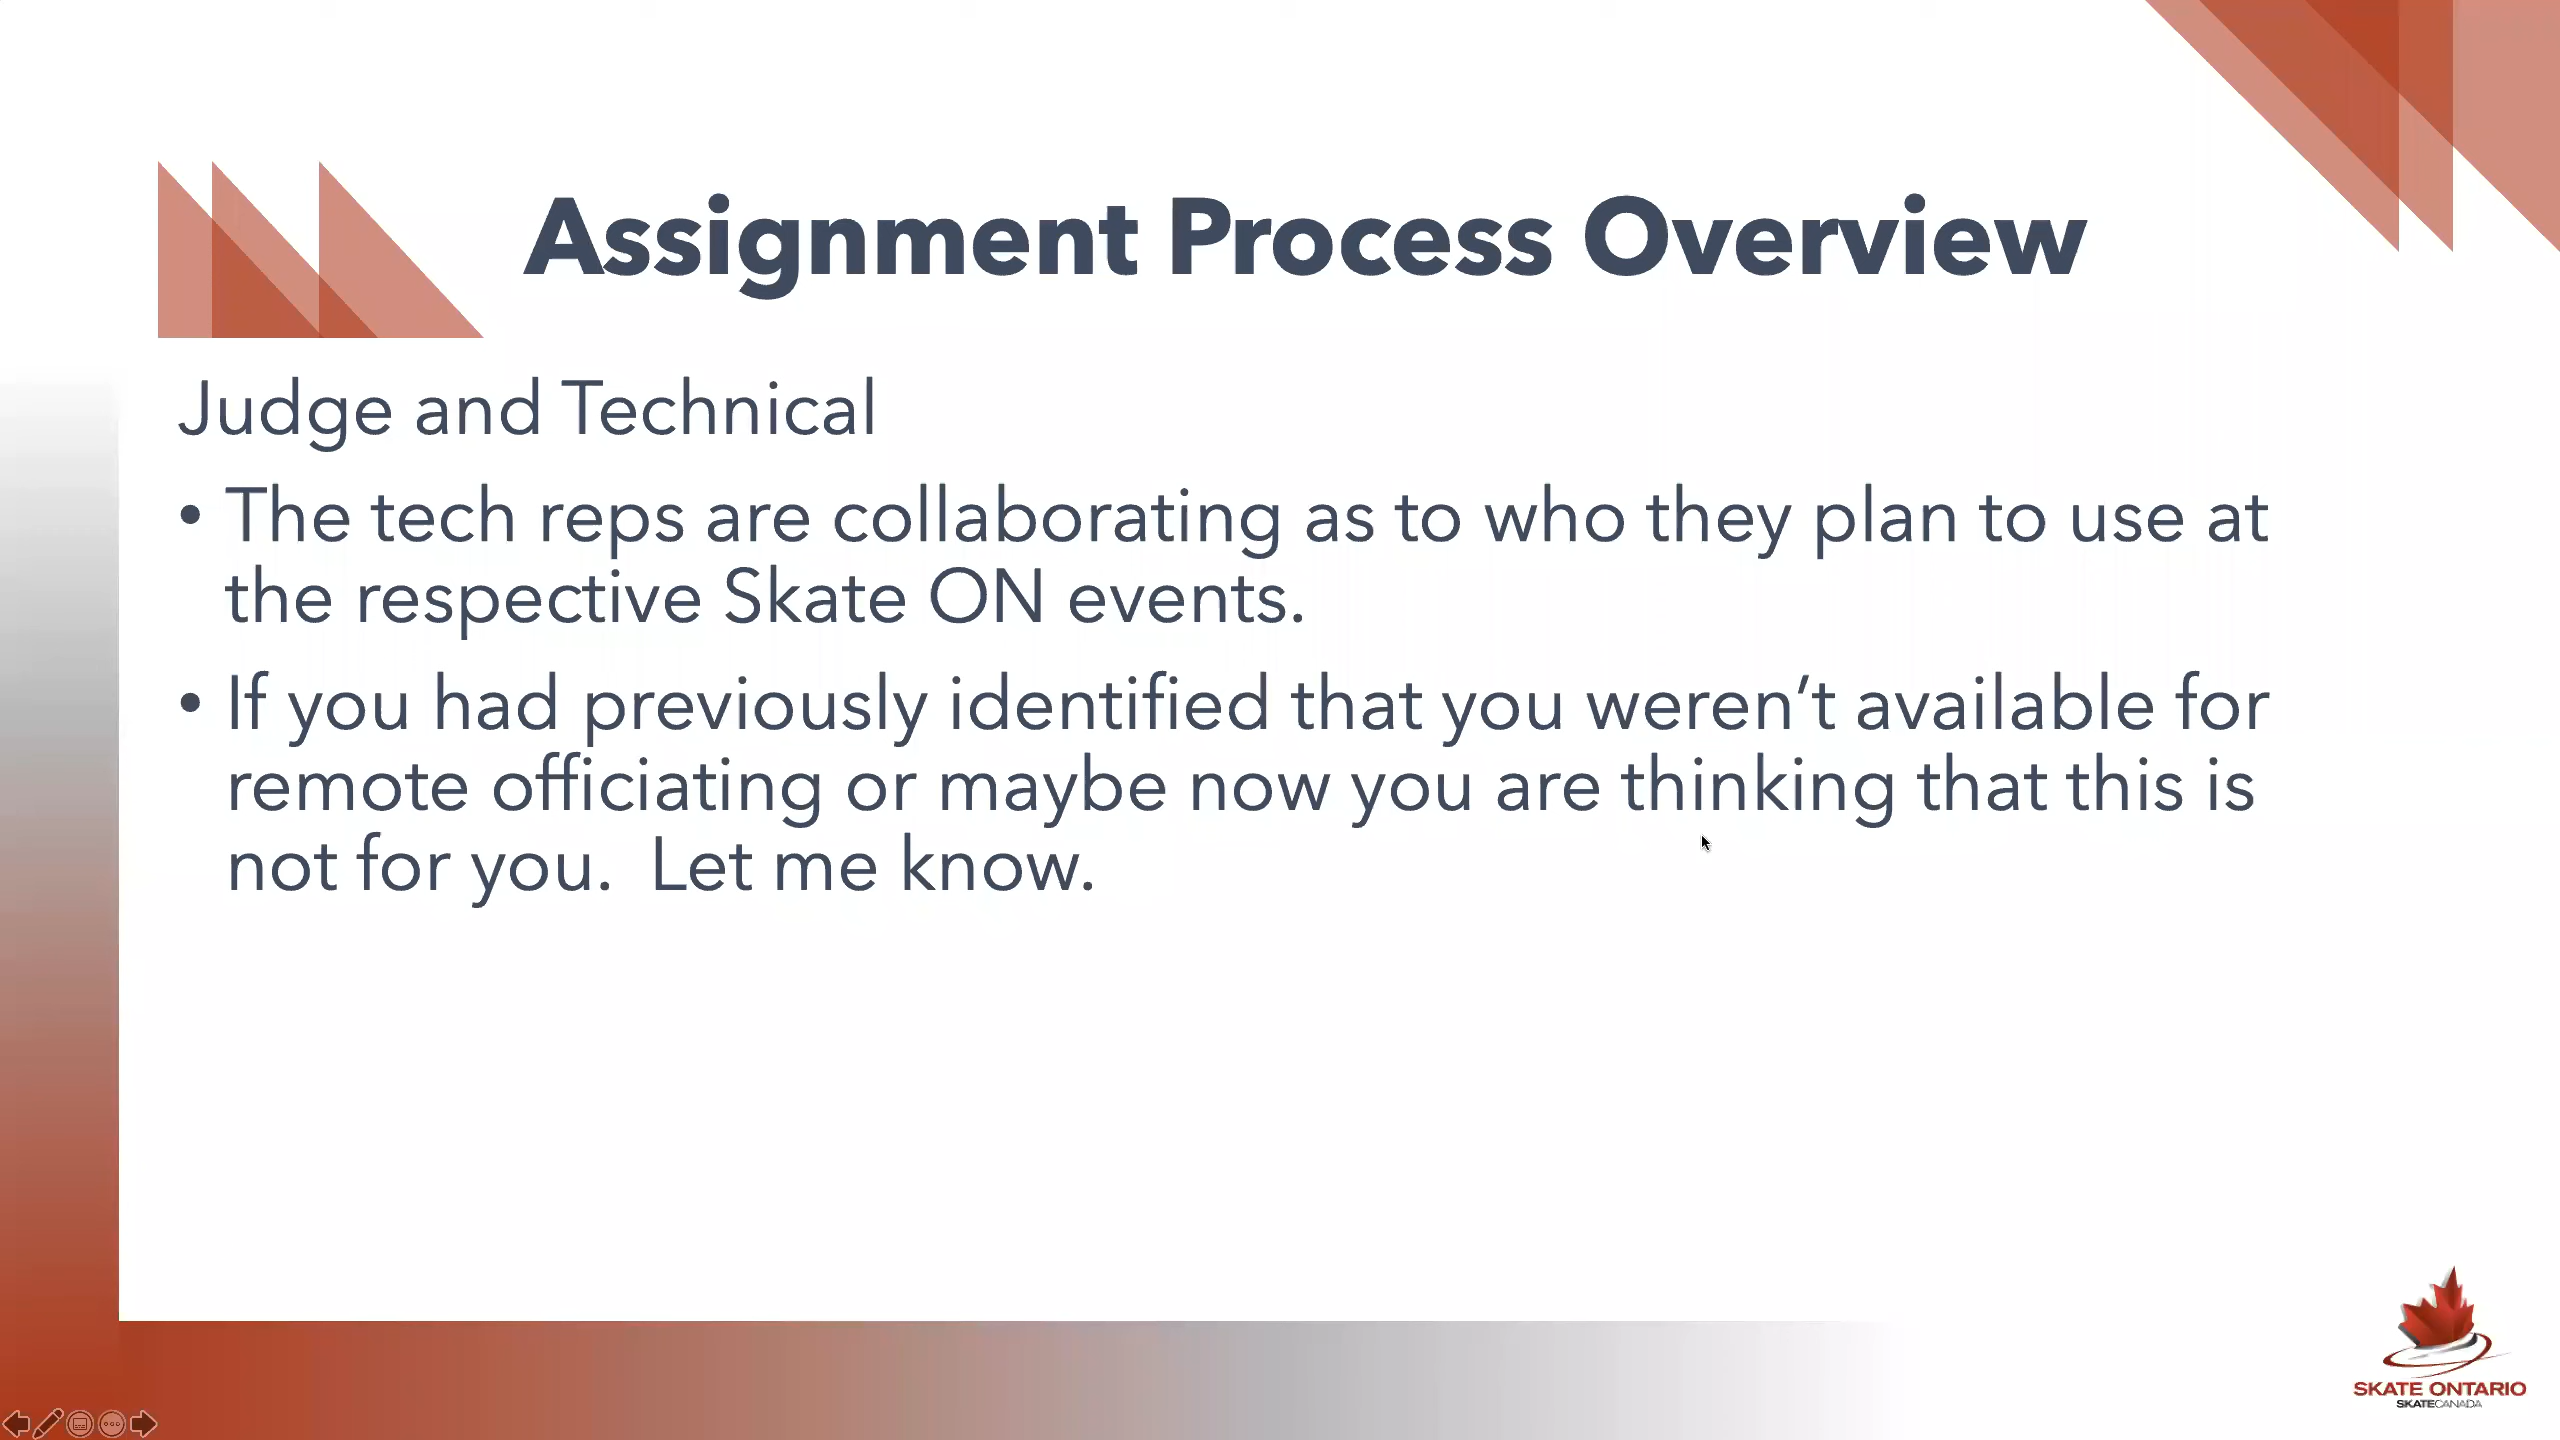 Assignment Process Overview
Judge and Technical
• The tech reps are collaborating as to who they plan to use at
the respective Skate ON events.
• If you had previously identified that you weren’t available for
remote officiating or maybe now you are thinking that this is
not for you.  Let me know.
SKATE ONTARIO
SKATECANADA